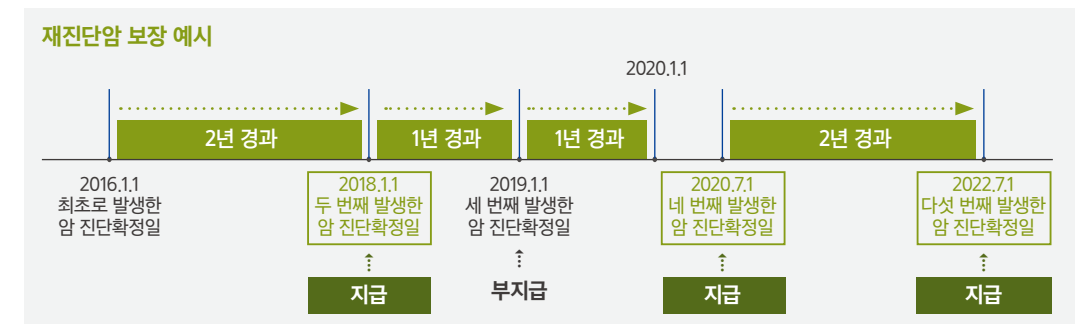 재진단암 보장 예시
2020.1.1
2년 경과
1년 경과
1년 경과
2년 경과
2016.1.1
최초로 발생한
암 진단확정일
2018.1.1
두 번째 발생한
암 진단확정일
지급
2019.1.1
세 번째 발생한
암 진단확정일
부지급
2020.7.1
네 번째 발생한
암 진단확정일
지급
2022.7.1
다섯 번째 발생한
암 진단확정일
지급